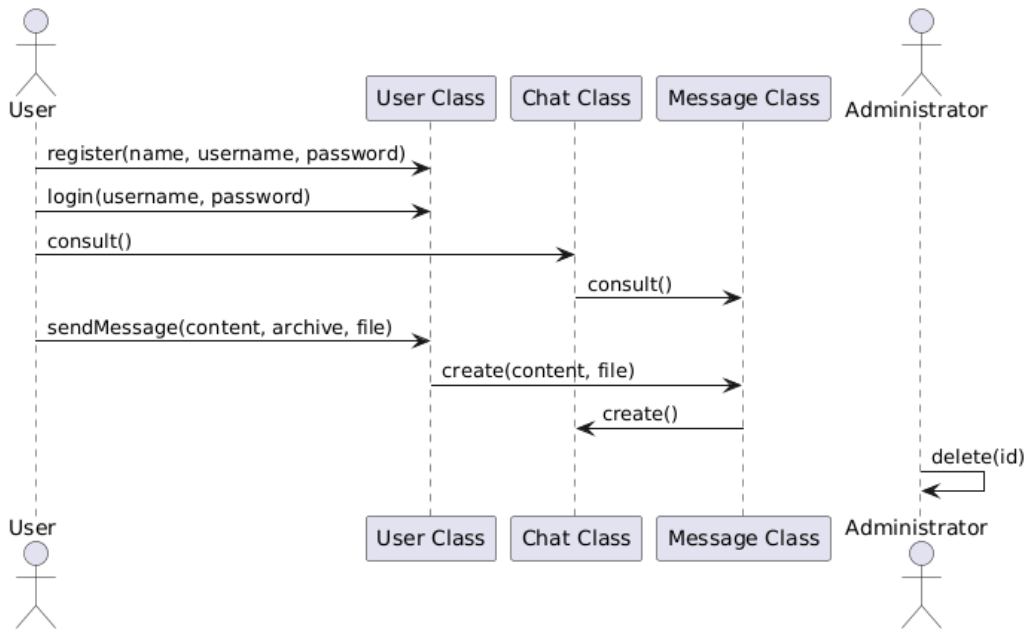 User
User Class
Chat Class
Message Class
Administrator
register(name, username, password)
login(username, password)
consult()
consult()
sendMessage(content, archive, file)
create(content, file)
create()
delete(id)
User
User Class
Chat Class
Message Class
Administrator